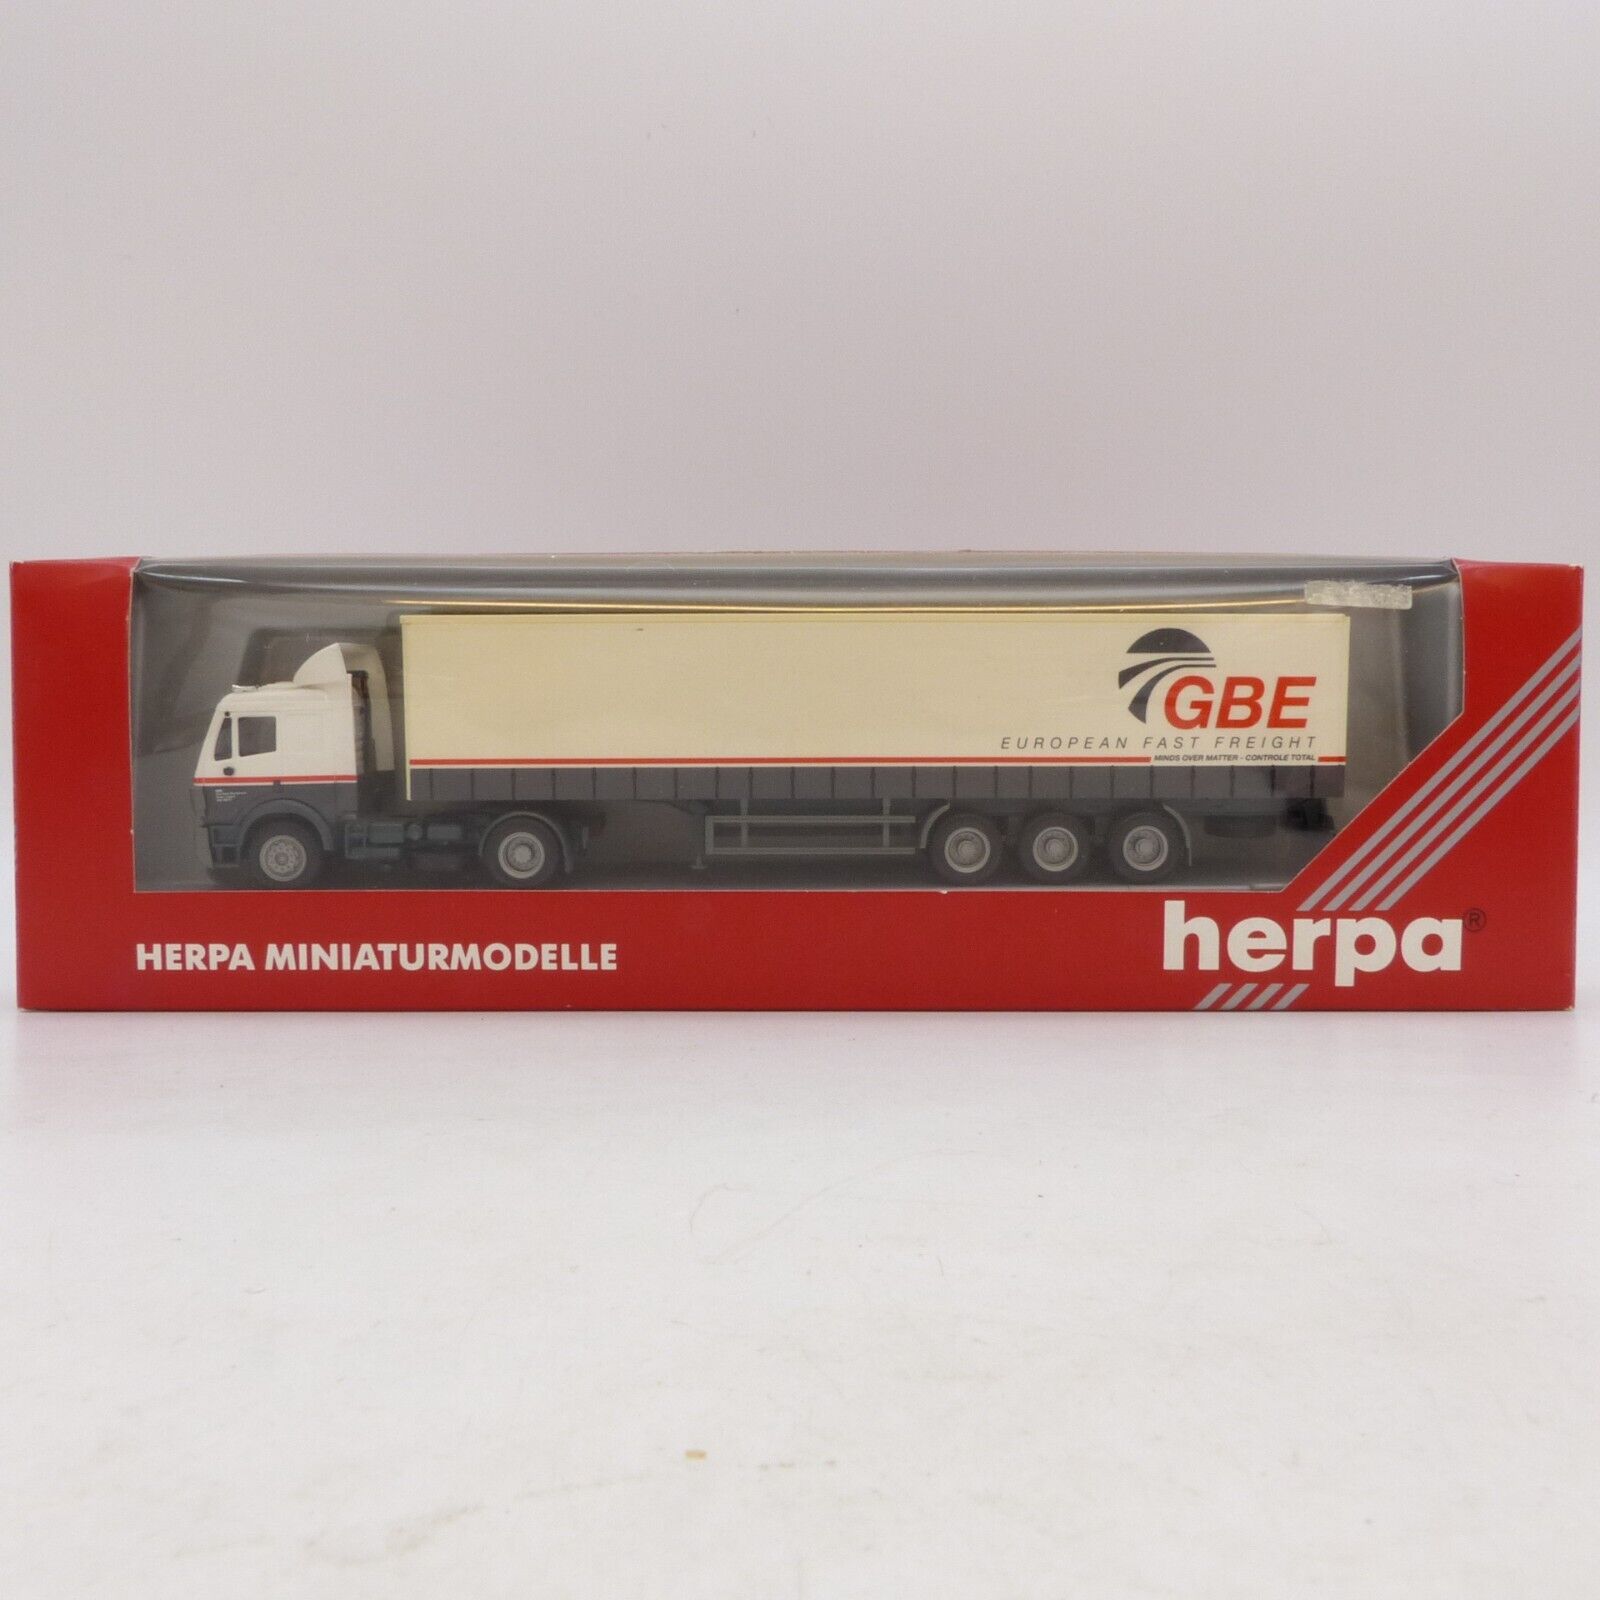 GBE
EUROPEAN FAST FREIGHT
MINDS OVER MATTER - CONTROLE TOTAL
HERPA MINIATURMODELLE
herpa®